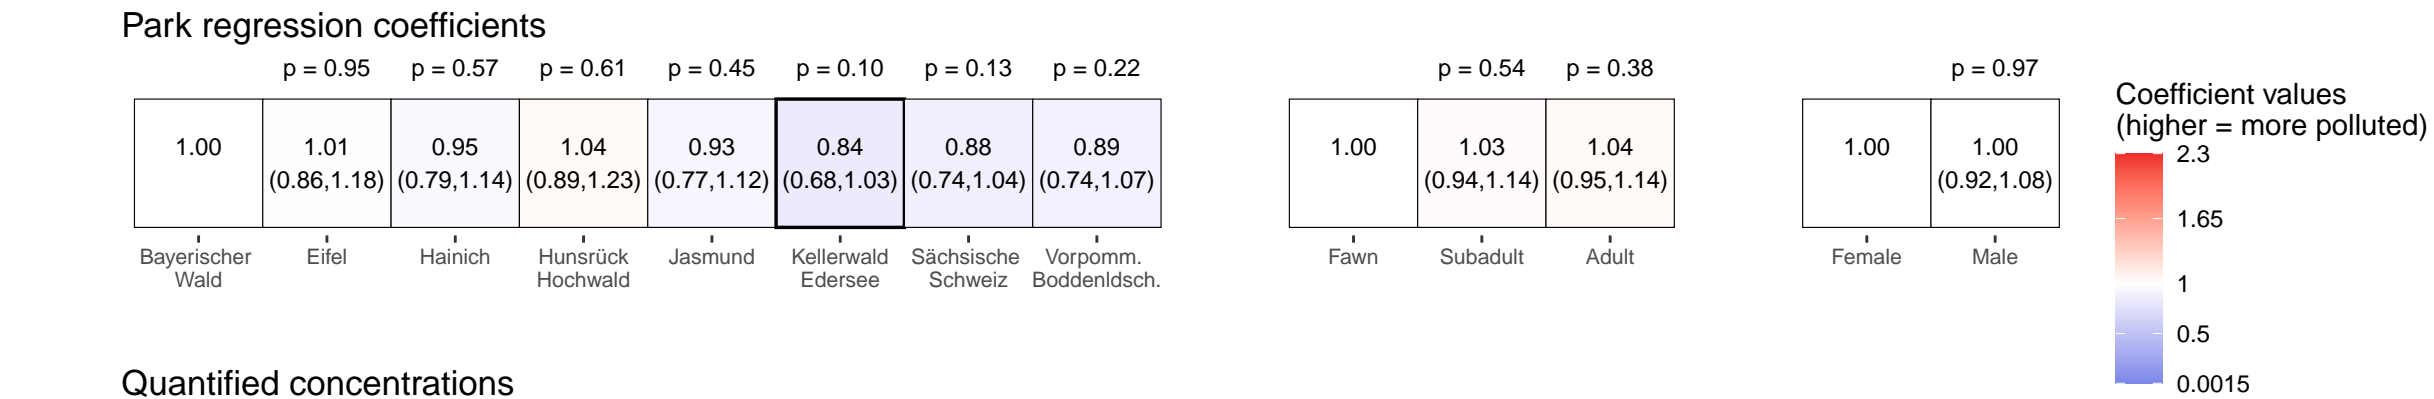 Park regression coefficients
p = 0.95 p = 0.57 p = 0.61 p = 0.45 p = 0.10 p = 0.13 p = 0.22 p = 0.54 p = 0.38 p = 0.97
1.00 1.01 0.95 1.04 0.93 0.84 0.88 0.89 1.00 1.03 1.04 1.00 1.00
(0.86,1.18) (0.79,1.14) (0.89,1.23) (0.77,1.12) (0.68,1.03) (0.74,1.04) (0.74,1.07) (0.94,1.14) (0.95,1.14) (0.92,1.08)
Bayerischer Eifel Hainich Hunsrück Jasmund Kellerwald Sächsische Vorpomm. Fawn Subadult Adult Female Male
Wald Hochwald Edersee Schweiz Boddenldsch.
Coefficient values
(higher = more polluted)
2.3
1.65
1
0.5
0.0015
Quantified concentrations